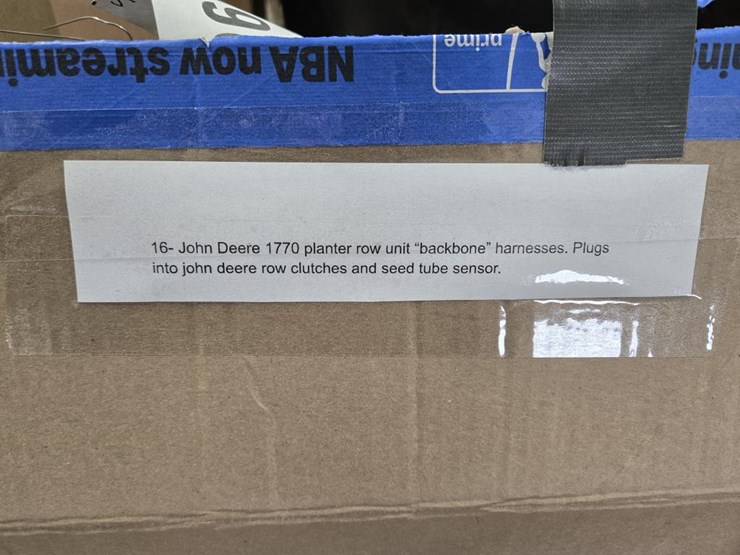 NBA now streamin
prime
16- John Deere 1770 planter row unit “backbone” harnesses. Plugs
into john deere row clutches and seed tube sensor.